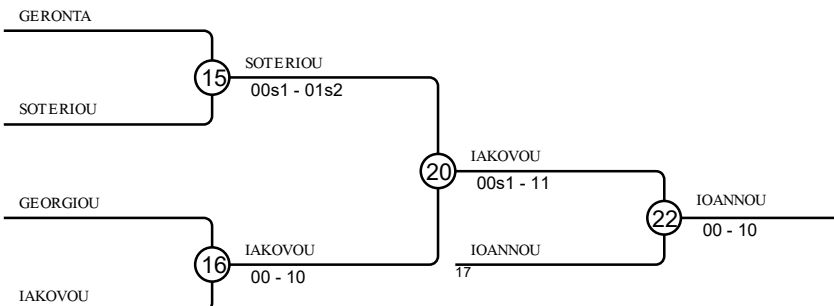 GERONTA
15
SOTERIOU
00s1 - 01s2
SOTERIOU
20
IAKOVOU
00s1 - 11
GEORGIOU
22
IOANNOU
00 - 10
16
IAKOVOU
00 - 10
IOANNOU
17
IAKOVOU